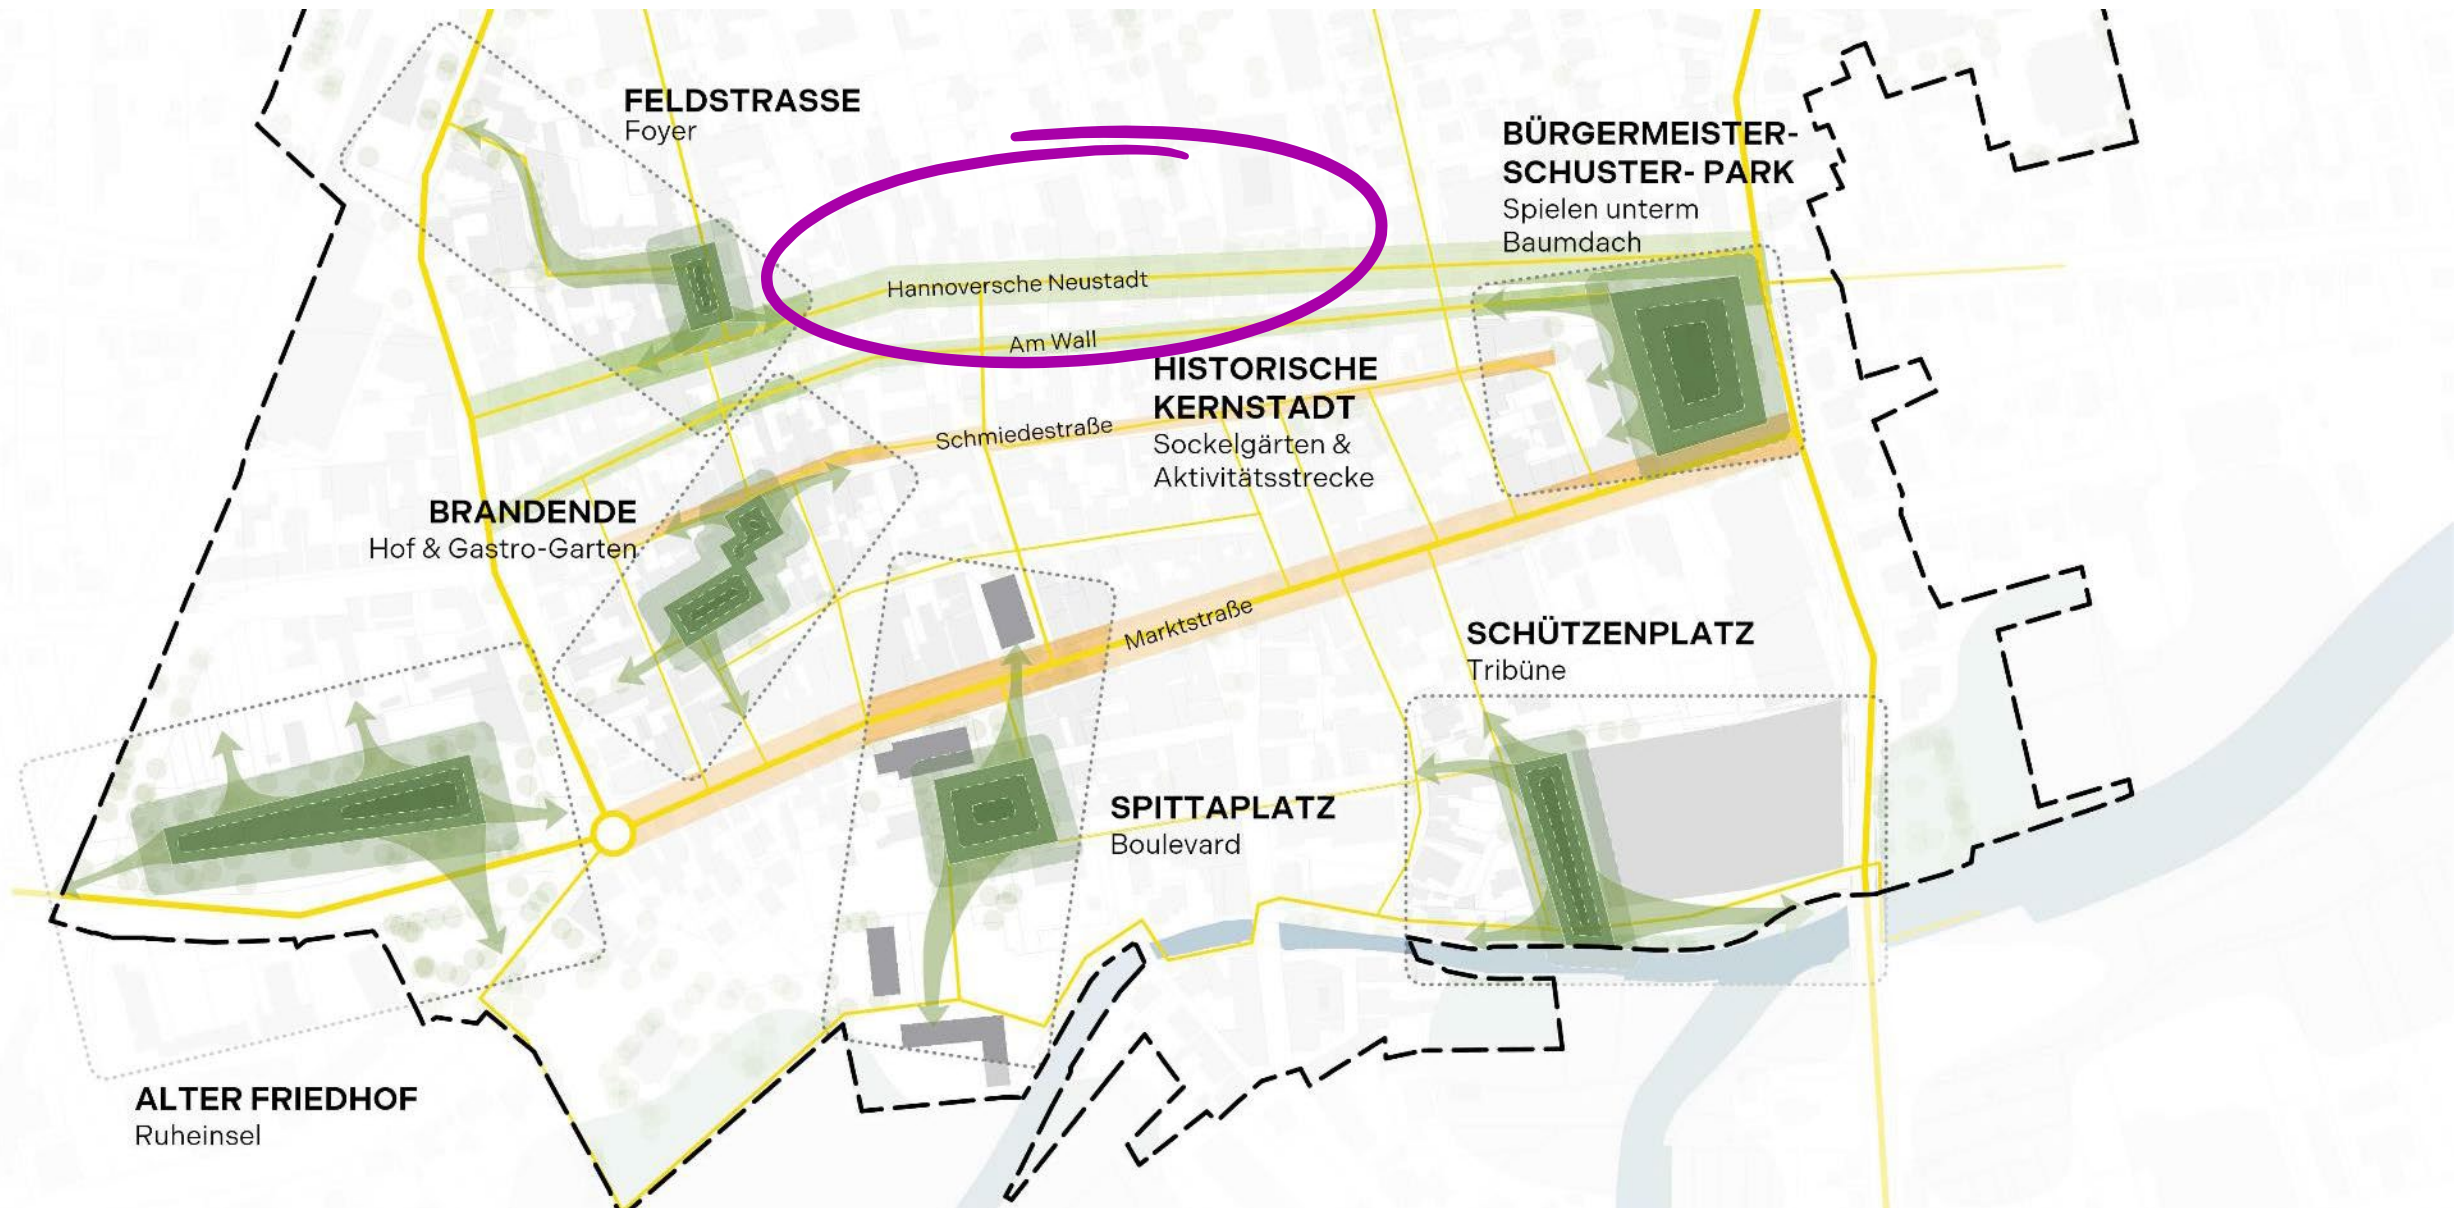 FELDSTRASSE
Foyer
BÜRGERMEISTER-
SCHUSTER- PARK
Spielen unterm
Baumdach
Hannoversche Neustadt
Am Wall
HISTORISCHE
KERNSTADT
Sockelgärten &
Aktivitätsstrecke
Schmiedestraße
BRANDENDE
Hof & Gastro-Garten
Marktstraße
SCHÜTZENPLATZ
Tribüne
SPITTAPLATZ
Boulevard
ALTER FRIEDHOF
Ruheinsel